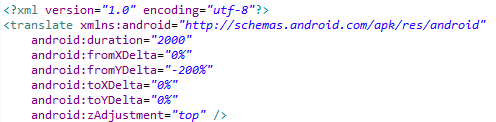 <?xml version="1.0" encoding="utf-8"?>
<translate xmlns:android="http://schemas.android.com/apk/res/android"
    android:duration="2000"
    android:fromXDelta="0%"
    android:fromYDelta="-200%"
    android:toXDelta="0%"
    android:toYDelta="0%"
    android:zAdjustment="top" />